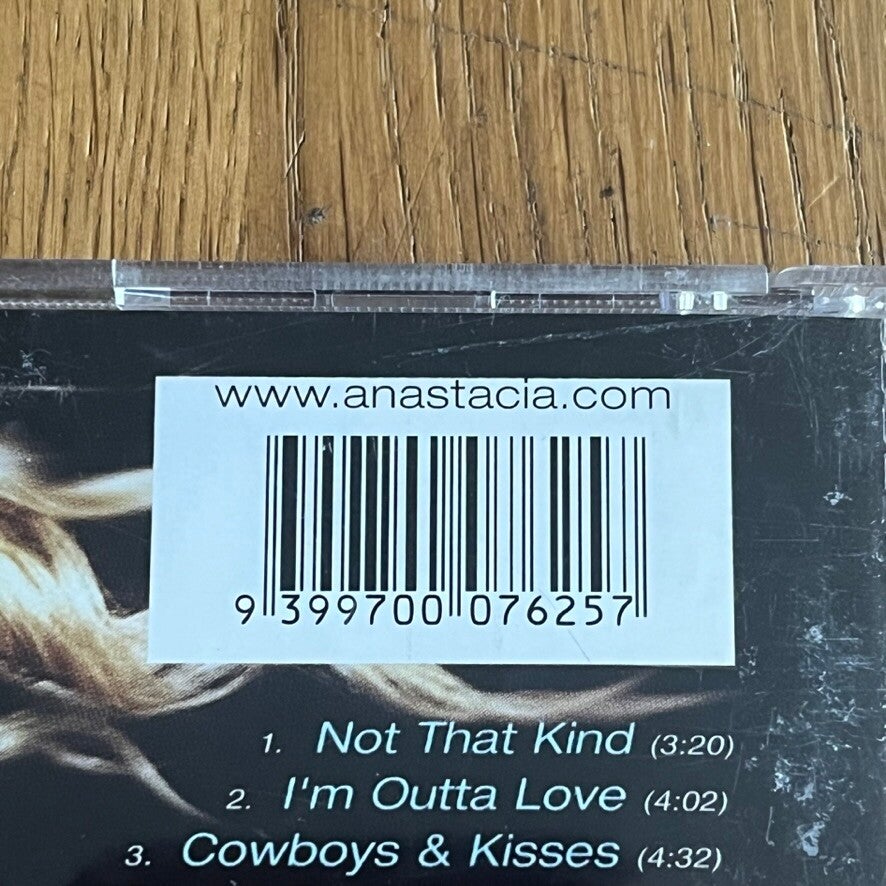 www.anastacia.com
9 399700 076257
1. Not That Kind (3:20)
2. I'm Outta Love (4:02)
3. Cowboys & Kisses (4:32)